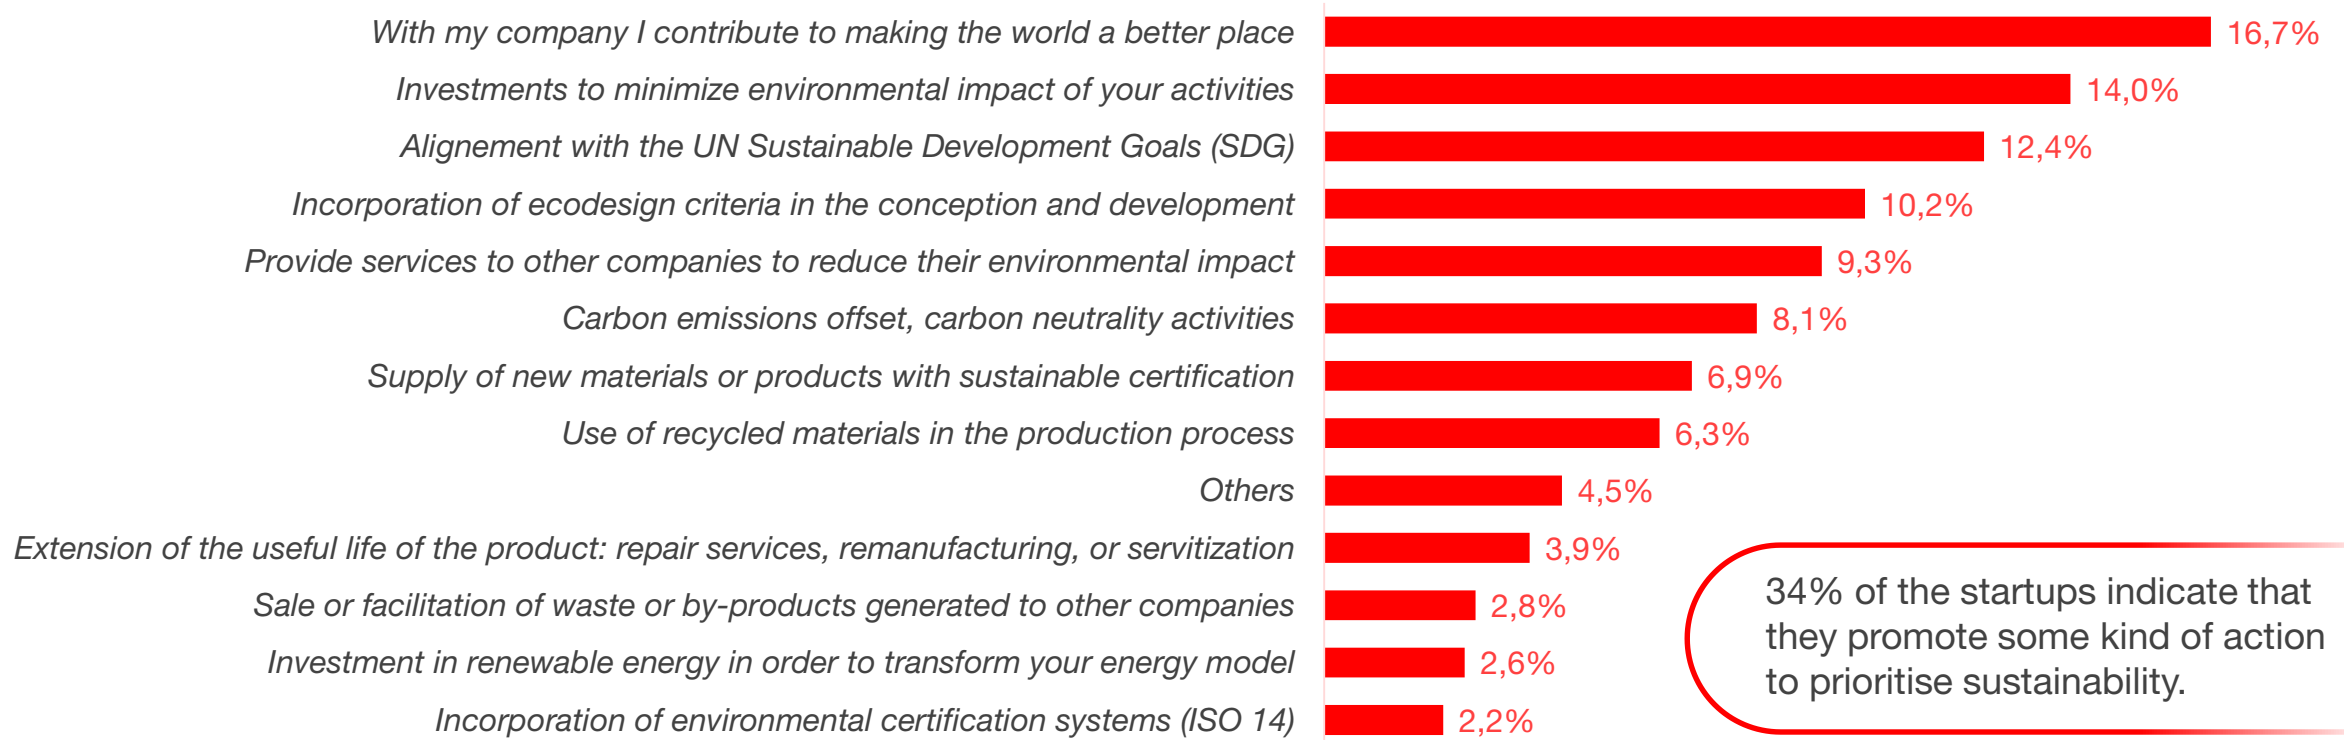 With my company I contribute to making the world a better place 16,7%
Investments to minimize environmental impact of your activities 14,0%
Alignement with the UN Sustainable Development Goals (SDG) 12,4%
Incorporation of ecodesign criteria in the conception and development 10,2%
Provide services to other companies to reduce their environmental impact 9,3%
Carbon emissions offset, carbon neutrality activities 8,1%
Supply of new materials or products with sustainable certification 6,9%
Use of recycled materials in the production process 6,3%
Others 4,5%
Extension of the useful life of the product: repair services, remanufacturing, or servitization 3,9%
Sale or facilitation of waste or by-products generated to other companies 2,8%
Investment in renewable energy in order to transform your energy model 2,6%
Incorporation of environmental certification systems (ISO 14) 2,2%
34% of the startups indicate that
they promote some kind of action
to prioritise sustainability.